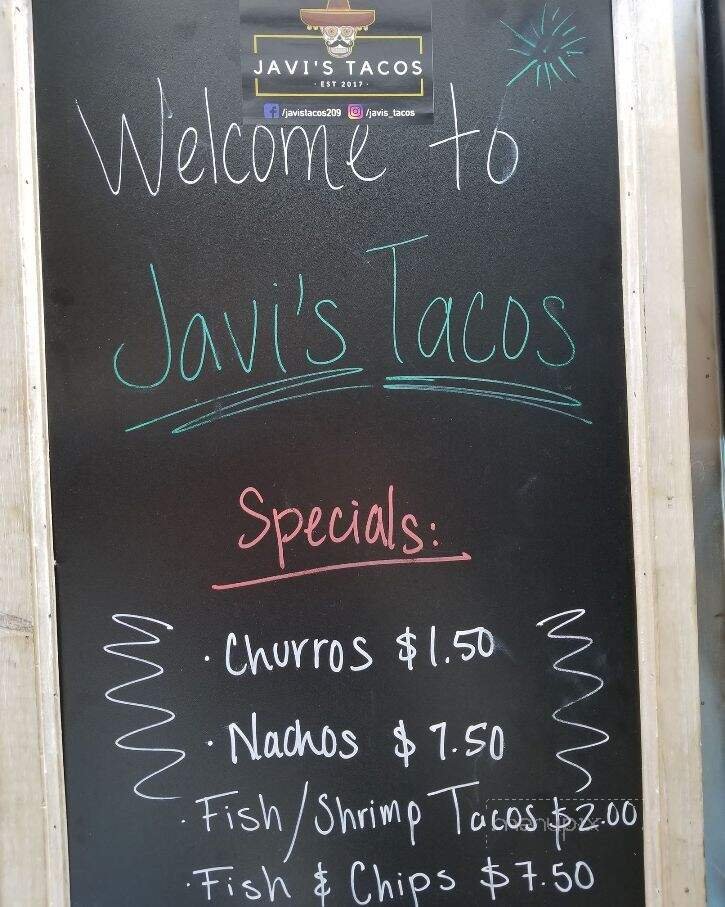 JAVI'S TACOS
· EST 2017 ·
/javistacos209 /javis_tacos
Welcome to
Javi's Tacos
Specials:
· Churros $1.50
· Nachos $7.50
· Fish/Shrimp Tacos $2.00
· Fish & Chips $7.50
menupix